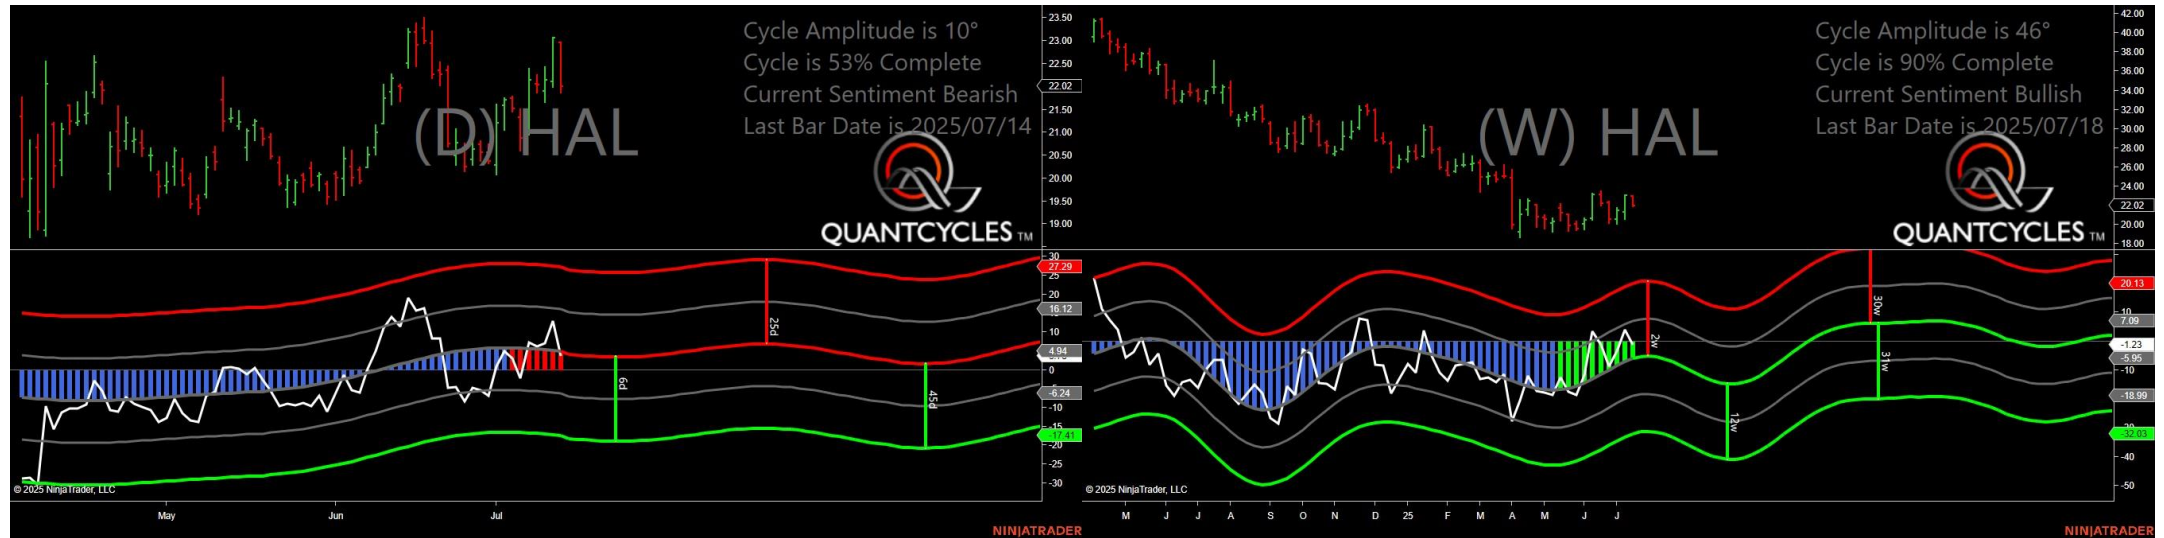 Cycle Amplitude is 10°
Cycle is 53% Complete
Current Sentiment Bearish
Last Bar Date is 2025/07/14
(D) HAL
QUANTCYCLES TM
23.50
23.00
22.50
22.02
21.50
21.00
20.50
20.00
19.50
19.00
30
27.29
25
20
16.12
10
4.94
0
-5
-6.24
-10
-15
-17.41
-20
-25
-30
25d
6d
45d
© 2025 NinjaTrader, LLC
May
Jun
Jul
NINJATRADER
Cycle Amplitude is 46°
Cycle is 90% Complete
Current Sentiment Bullish
Last Bar Date is 2025/07/18
(W) HAL
QUANTCYCLES TM
42.00
40.00
38.00
36.00
34.00
32.00
30.00
28.00
26.00
24.00
22.02
20.00
18.00
20.13
10
7.09
-1.23
-5.95
-10
-18.99
-32.03
-40
-50
2w
12w
30w
31w
© 2025 NinjaTrader, LLC
M
J
J
A
S
O
N
D
25
F
M
A
M
J
J
NINJATRADER